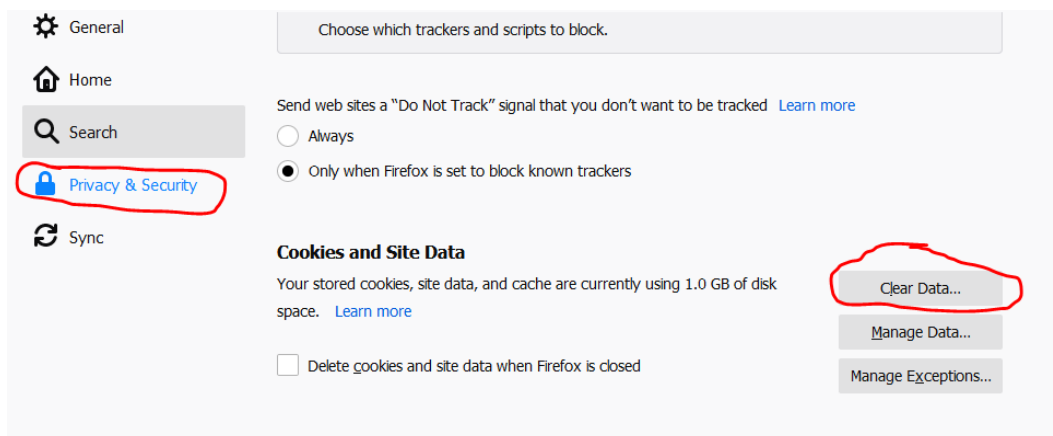 General
Home
Search
Privacy & Security
Sync
Choose which trackers and scripts to block.
Send web sites a “Do Not Track” signal that you don’t want to be tracked Learn more
Always
Only when Firefox is set to block known trackers
Cookies and Site Data
Your stored cookies, site data, and cache are currently using 1.0 GB of disk
space. Learn more
Delete cookies and site data when Firefox is closed
Clear Data...
Manage Data...
Manage Exceptions...